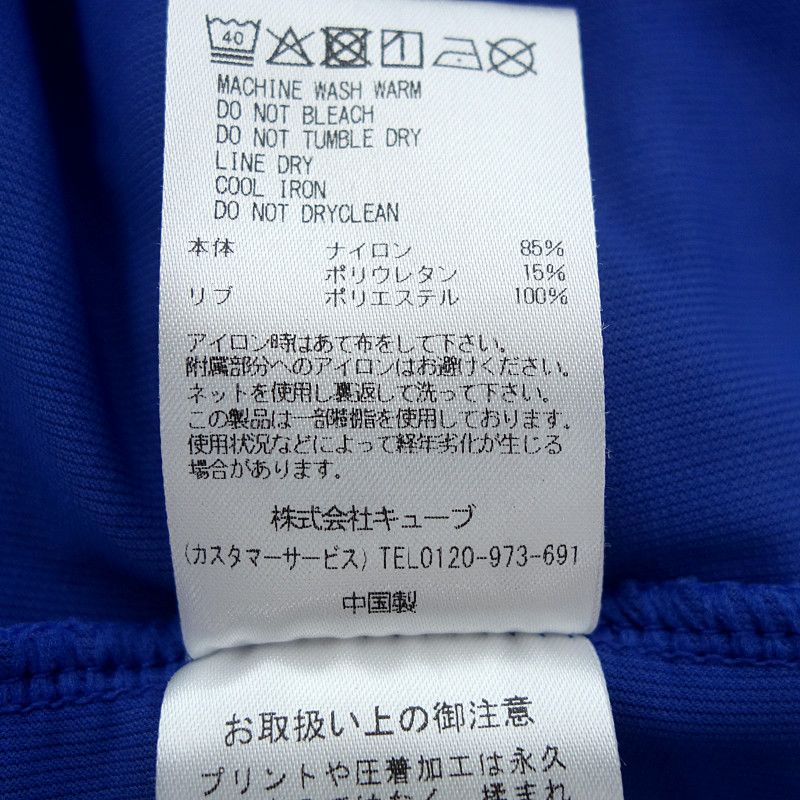 40
MACHINE WASH WARM
DO NOT BLEACH
DO NOT TUMBLE DRY
LINE DRY
COOL IRON
DO NOT DRYCLEAN
本体 ナイロン 85%
ポリウレタン 15%
リブ ポリエステル 100%
アイロン時はあて布をして下さい。
附属部分へのアイロンはお避けください。
ネットを使用し裏返して洗って下さい。
この製品は一部樹脂を使用しております。
使用状況などによって経年劣化が生じる
場合があります。
株式会社キューブ
(カスタマーサービス) TEL0120-973-691
中国製
お取扱い上の御注意
プリントや圧着加工は永久